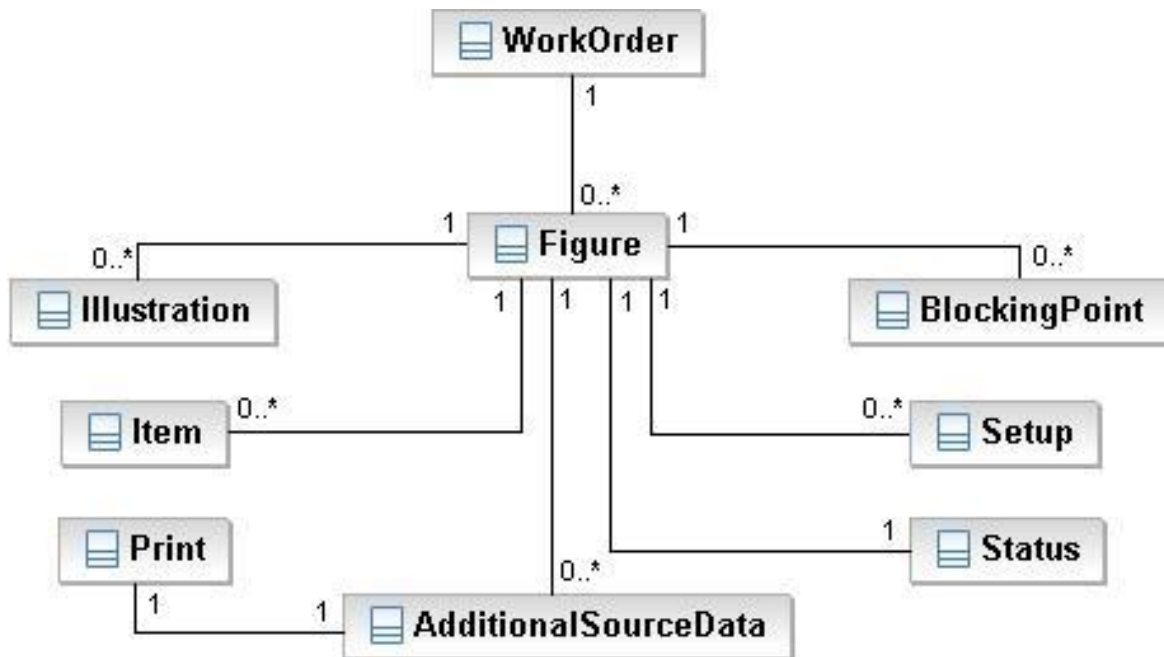 WorkOrder
1
0..*
1
Figure
1
0..*
0..*
Illustration
1
1
1
1
BlockingPoint
0..*
Item
0..*
Setup
Print
1
Status
0..*
1
1
AdditionalSourceData